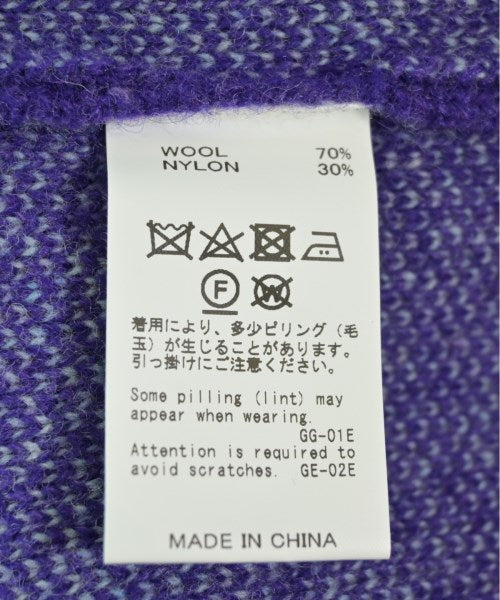 WOOL 70%
NYLON 30%
F
W
着用により、多少ピリング（毛
玉）が生じることがあります。
引っ掛けにご注意ください。
Some pilling (lint) may
appear when wearing.
GG-01E
Attention is required to
avoid scratches. GE-02E
MADE IN CHINA